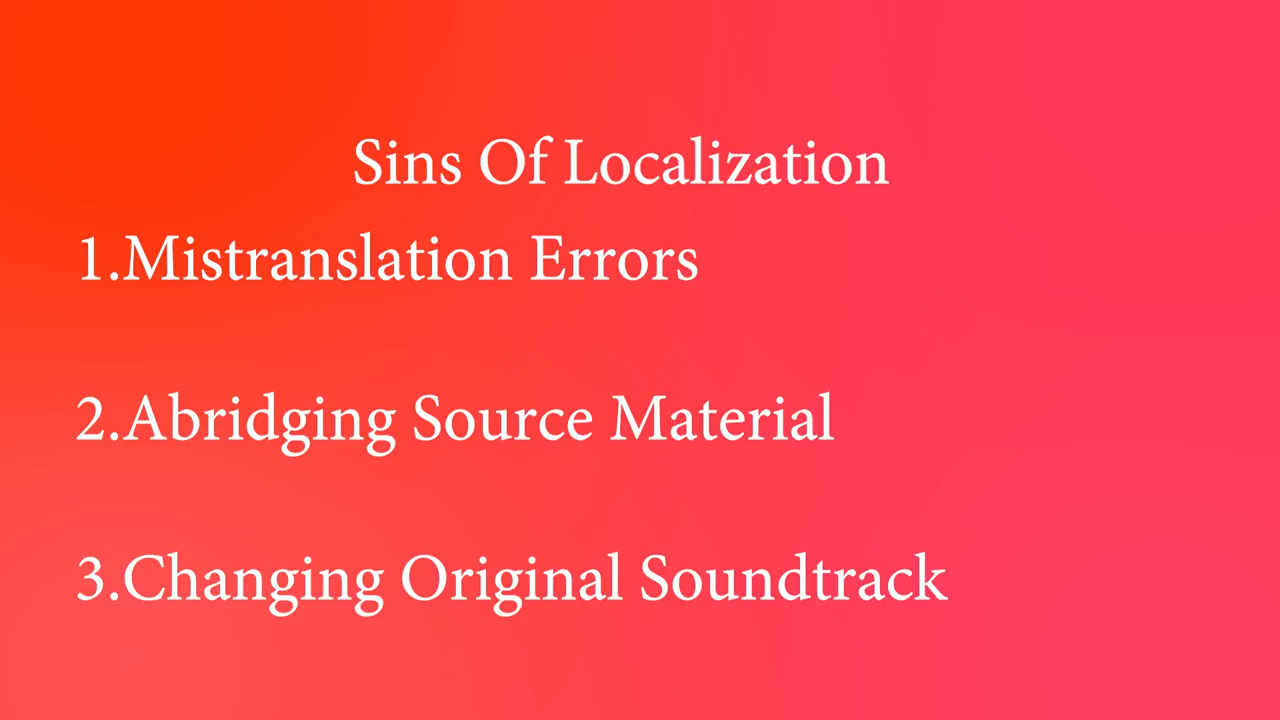 Sins Of Localization
1.Mistranslation Errors
2.Abridging Source Material
3.Changing Original Soundtrack